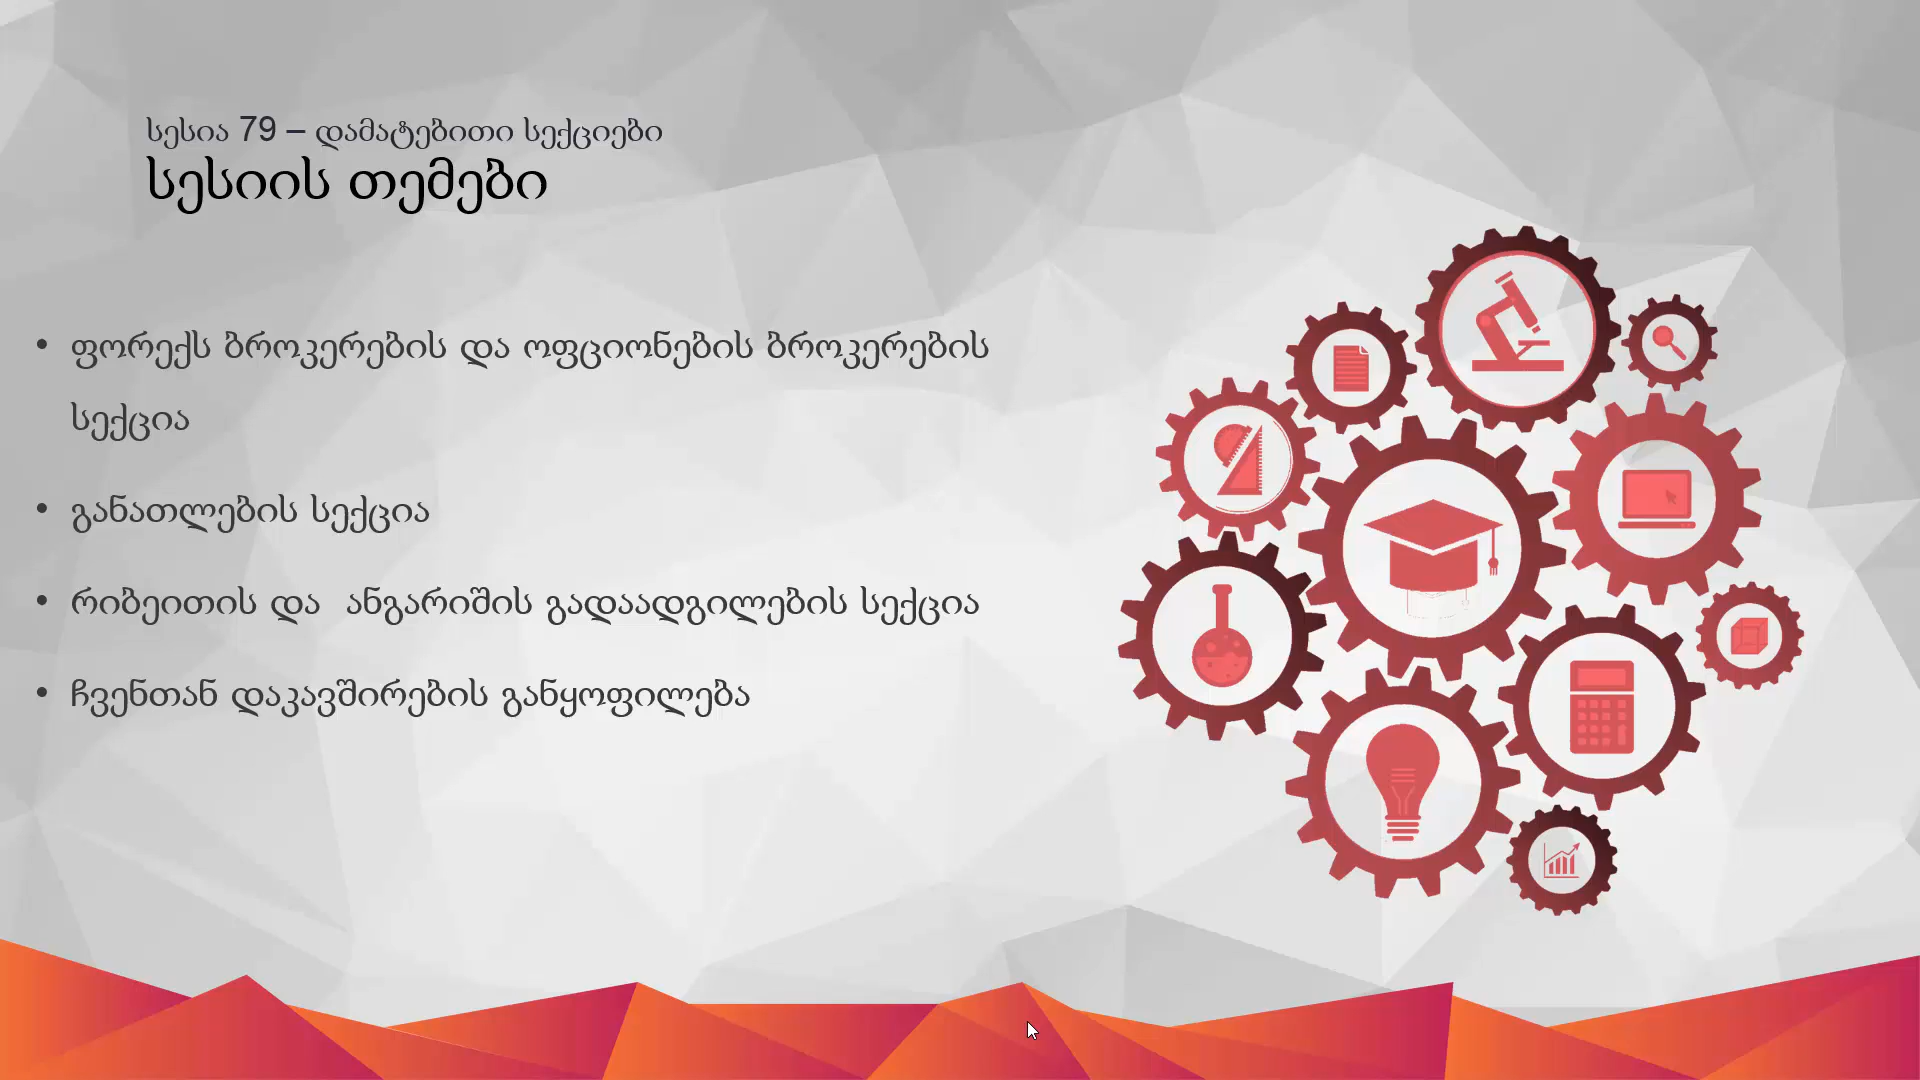 სესია 79 – დამატებითი სექციები
სესიის თემები
• ფორექს ბროკერების და ოფციონების ბროკერების
სექცია
• განათლების სექცია
• რიბეითის და  ანგარიშის გადაადგილების სექცია
• ჩვენთან დაკავშირების განყოფილება